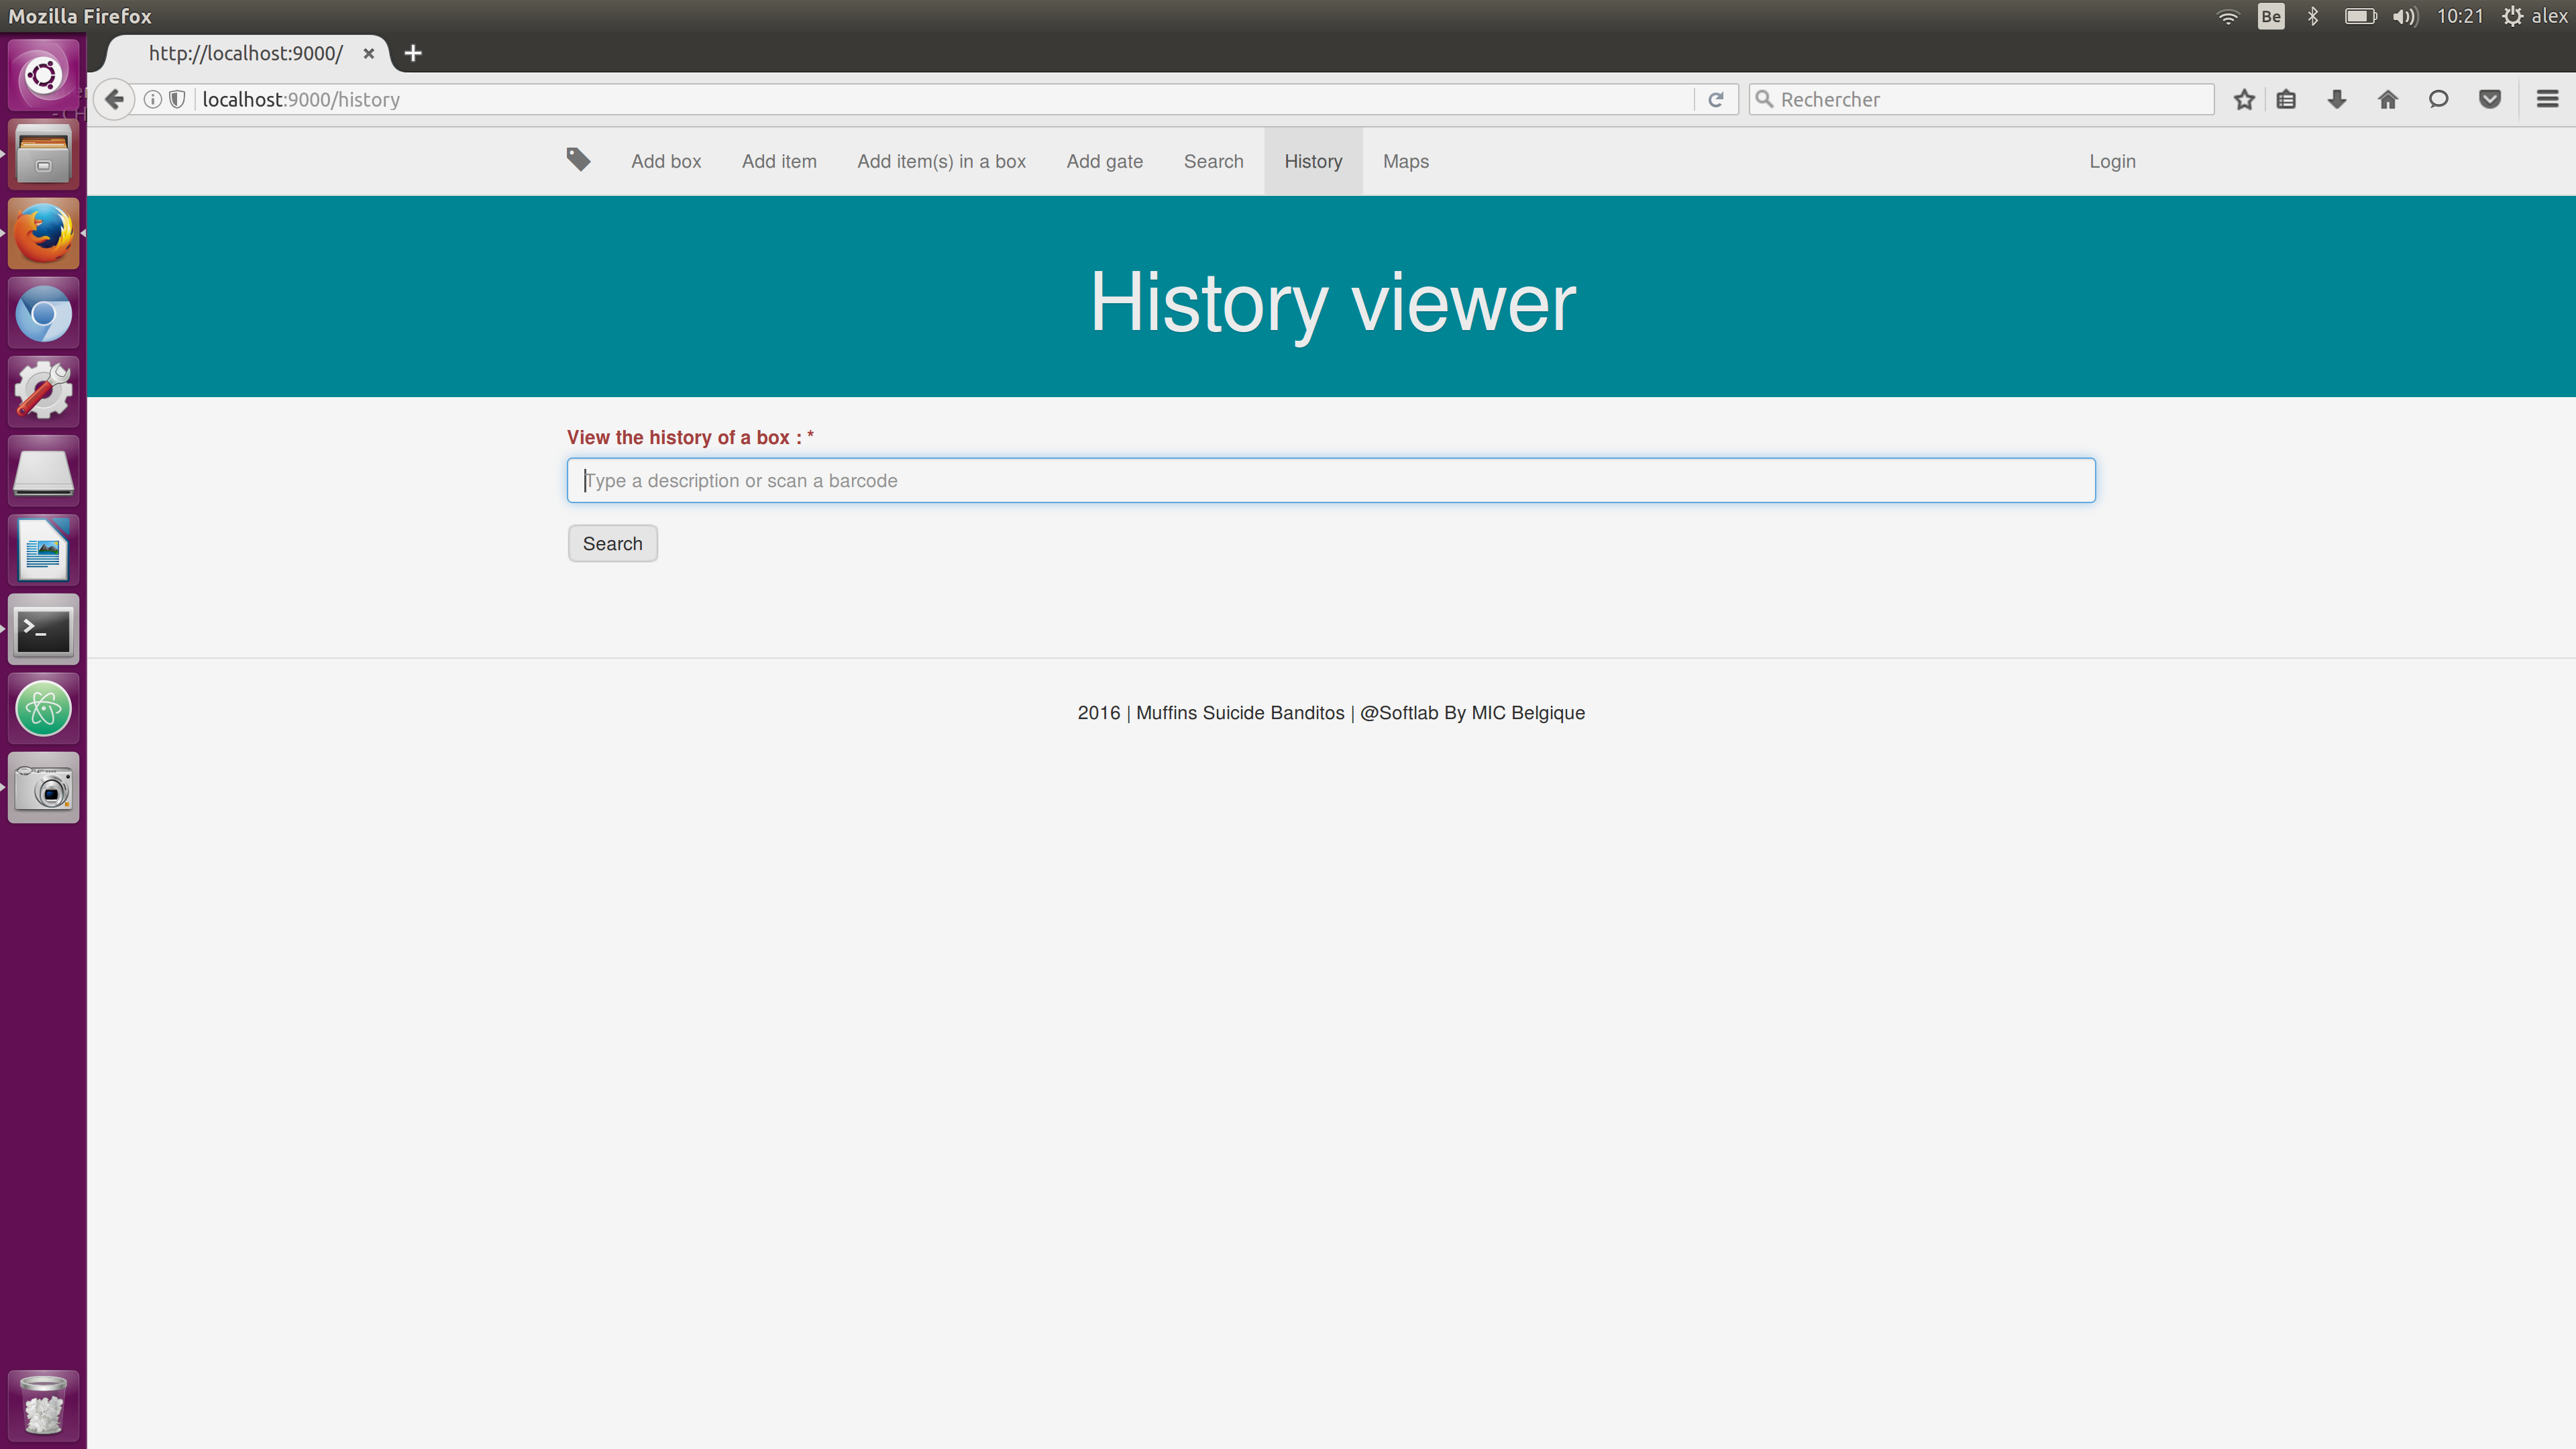 Mozilla Firefox
Be
10:21
alex
http://localhost:9000/
localhost:9000/history
Rechercher
Add box
Add item
Add item(s) in a box
Add gate
Search
History
Maps
Login
History viewer
View the history of a box : *
Type a description or scan a barcode
Search
2016 | Muffins Suicide Banditos | @Softlab By MIC Belgique